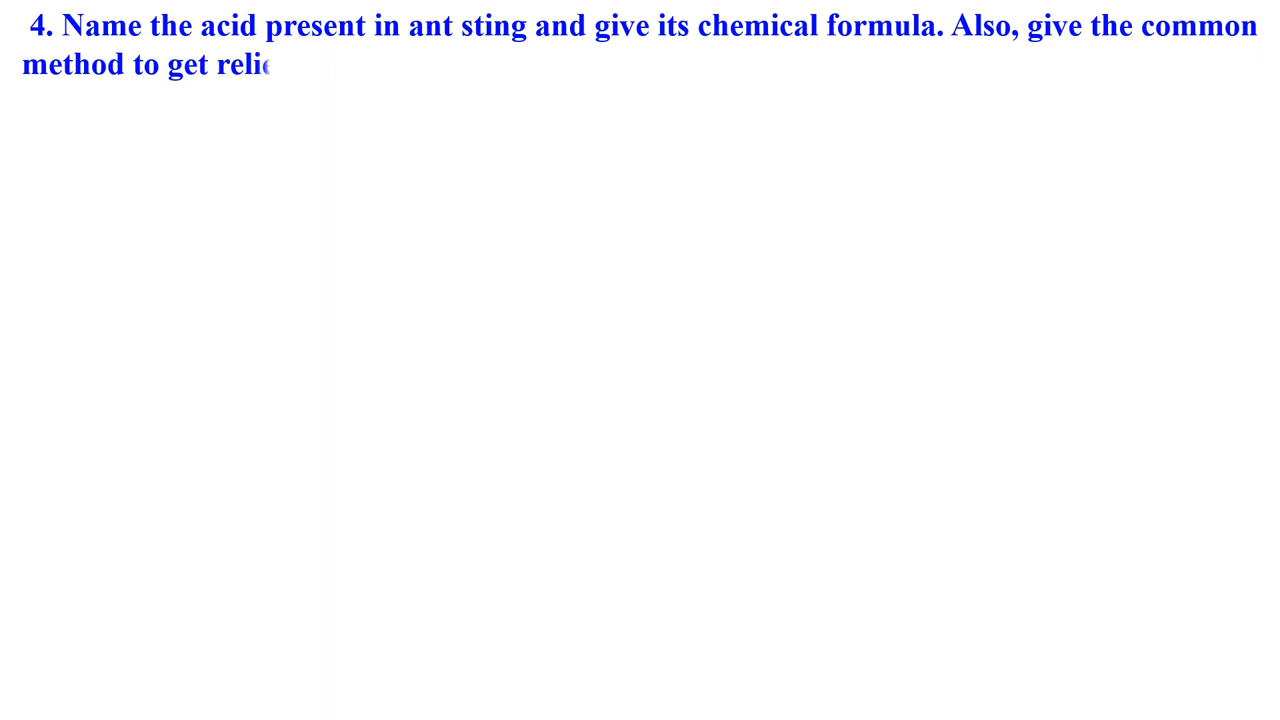 4. Name the acid present in ant sting and give its chemical formula. Also, give the common
method to get reli